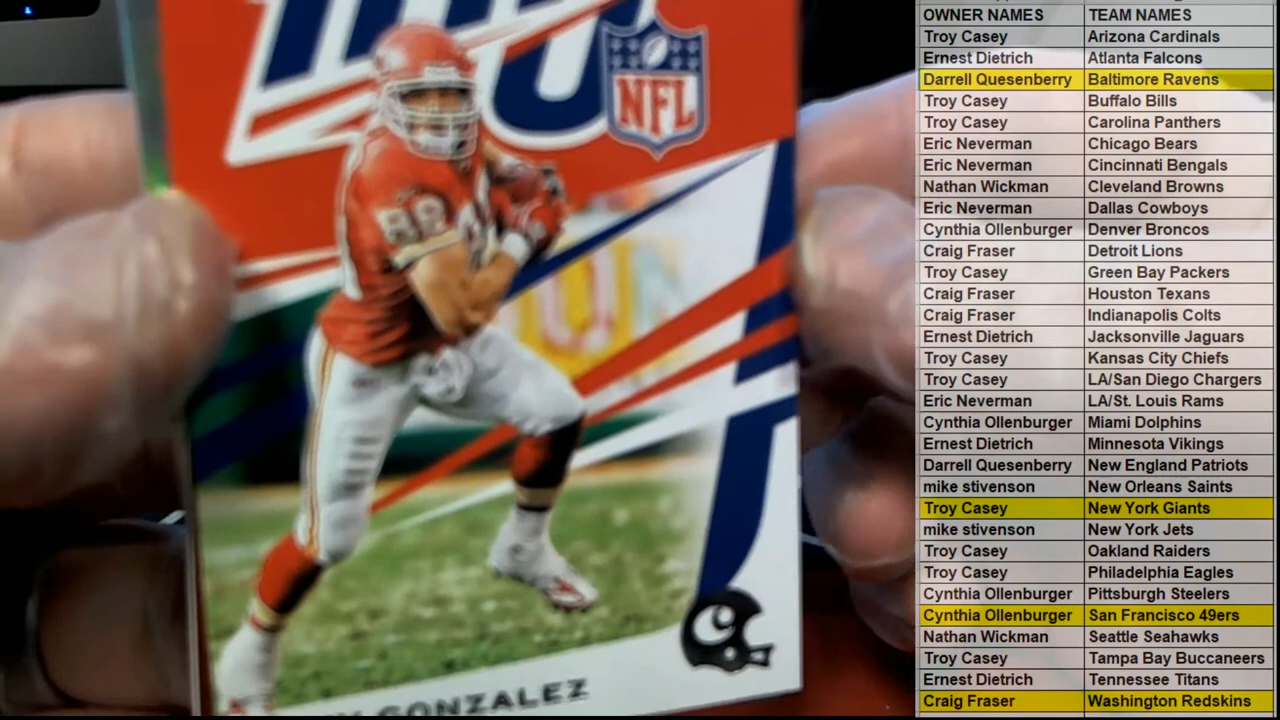 NFL
88
GONZALEZ
OWNER NAMES TEAM NAMES
Troy Casey Arizona Cardinals
Ernest Dietrich Atlanta Falcons
Darrell Quesenberry Baltimore Ravens
Troy Casey Buffalo Bills
Troy Casey Carolina Panthers
Eric Neverman Chicago Bears
Eric Neverman Cincinnati Bengals
Nathan Wickman Cleveland Browns
Eric Neverman Dallas Cowboys
Cynthia Ollenburger Denver Broncos
Craig Fraser Detroit Lions
Troy Casey Green Bay Packers
Craig Fraser Houston Texans
Craig Fraser Indianapolis Colts
Ernest Dietrich Jacksonville Jaguars
Troy Casey Kansas City Chiefs
Troy Casey LA/San Diego Chargers
Eric Neverman LA/St. Louis Rams
Cynthia Ollenburger Miami Dolphins
Ernest Dietrich Minnesota Vikings
Darrell Quesenberry New England Patriots
mike stivenson New Orleans Saints
Troy Casey New York Giants
mike stivenson New York Jets
Troy Casey Oakland Raiders
Troy Casey Philadelphia Eagles
Cynthia Ollenburger Pittsburgh Steelers
Cynthia Ollenburger San Francisco 49ers
Nathan Wickman Seattle Seahawks
Troy Casey Tampa Bay Buccaneers
Ernest Dietrich Tennessee Titans
Craig Fraser Washington Redskins